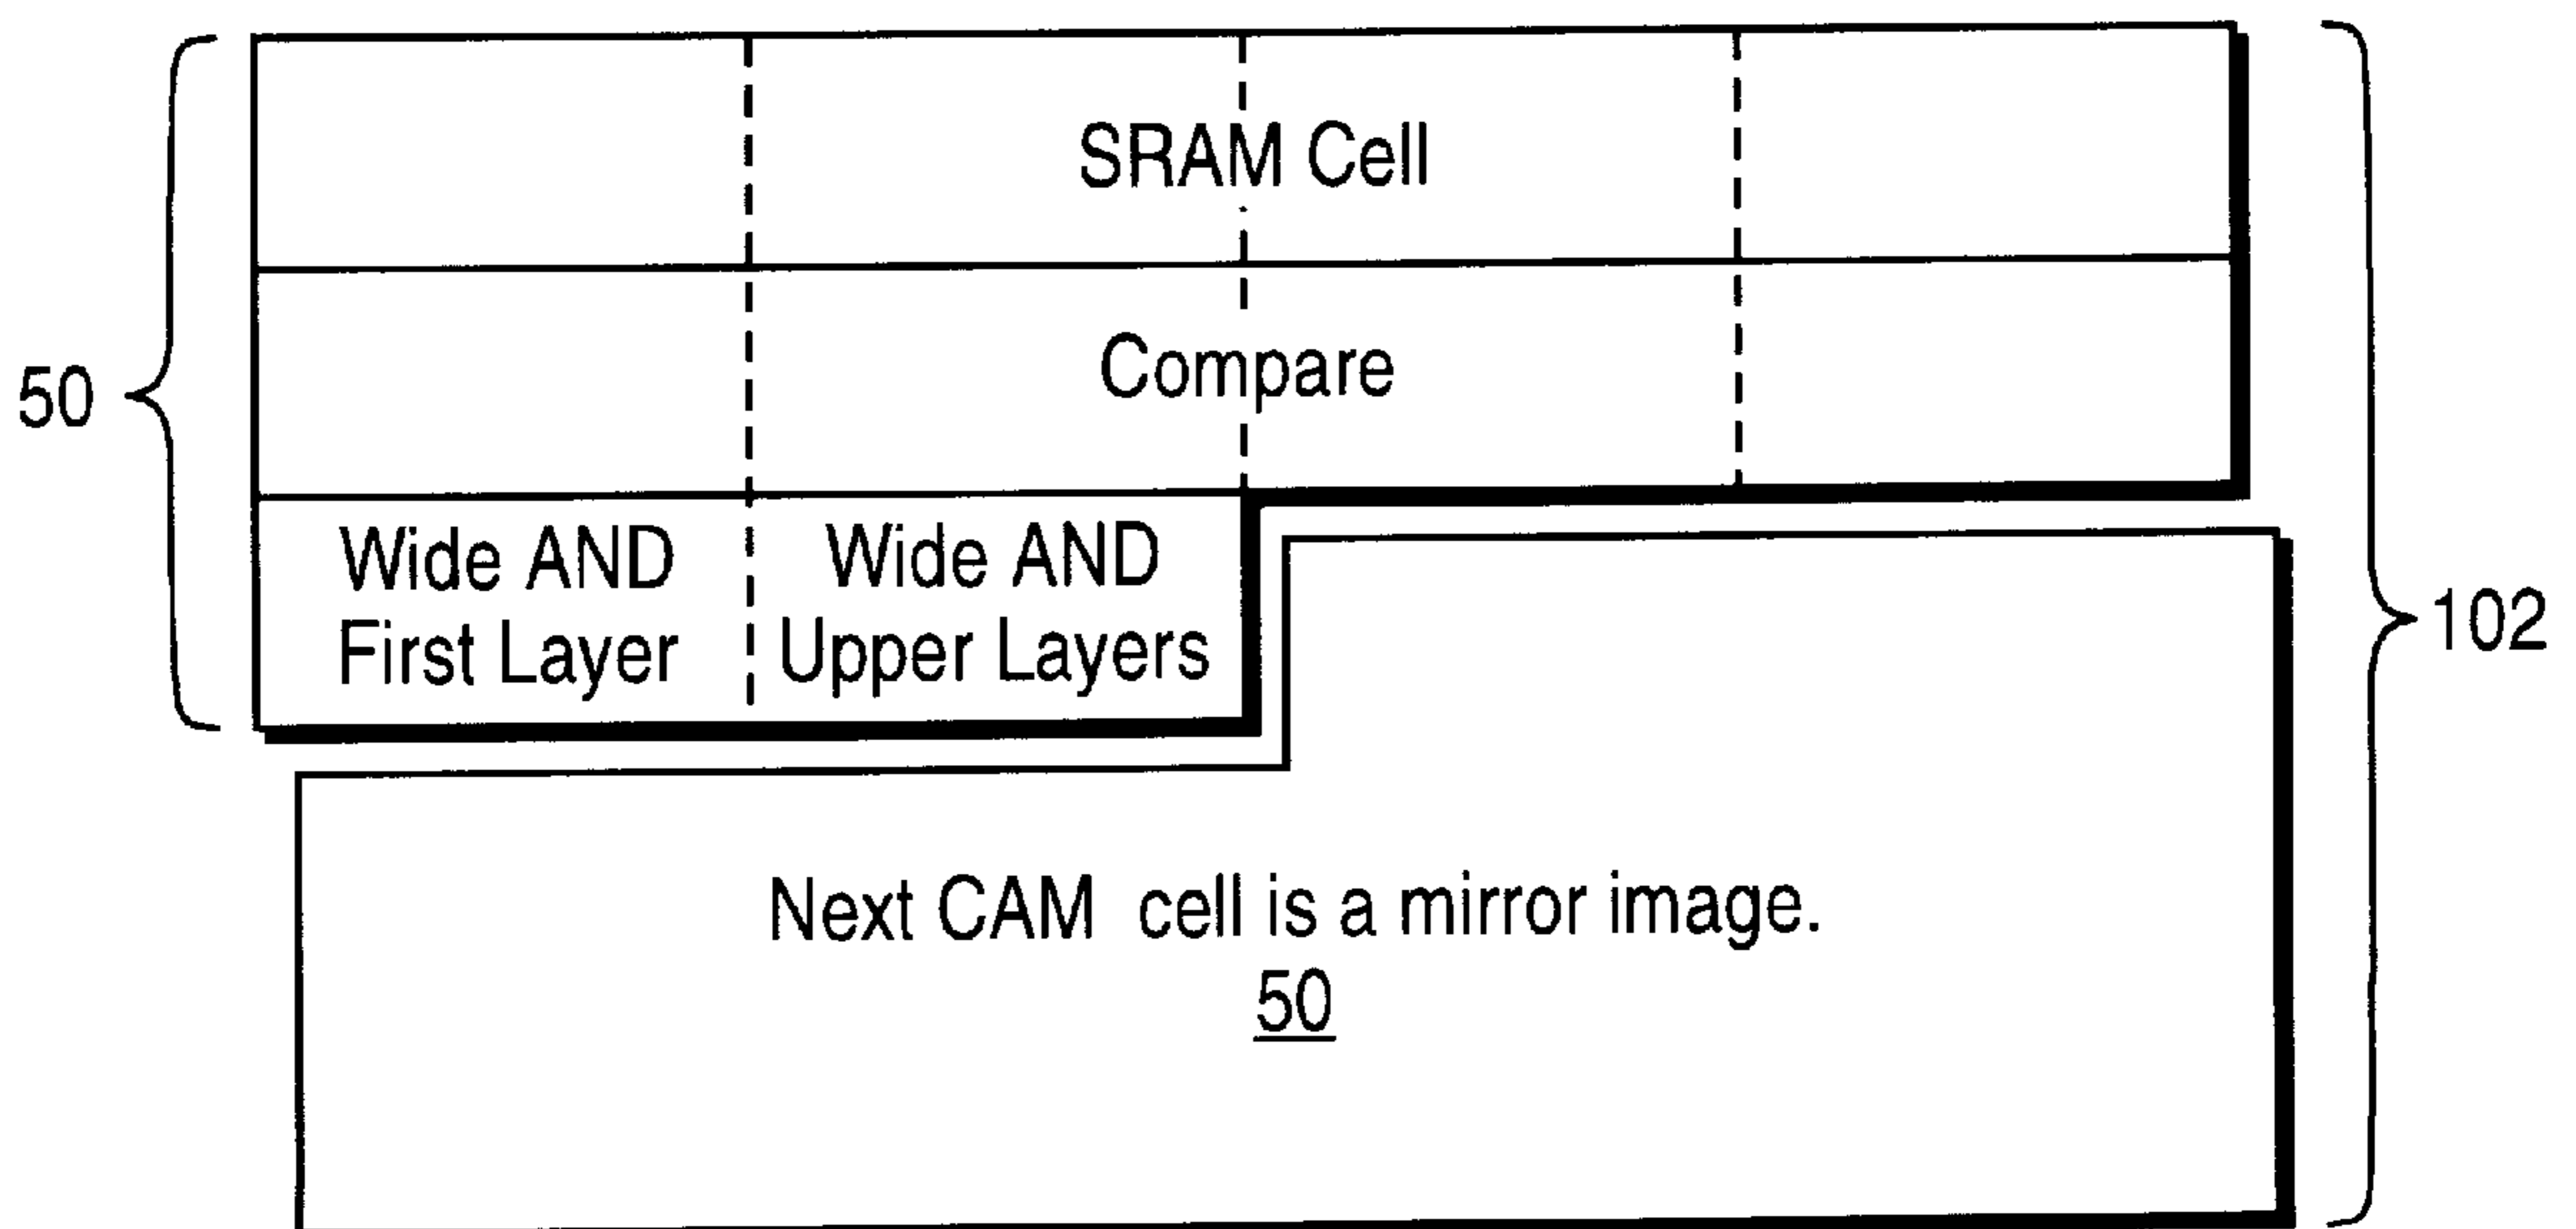 SRAM Cell
50
Compare
Wide AND
First Layer
Wide AND
Upper Layers
102
Next CAM cell is a mirror image.
50